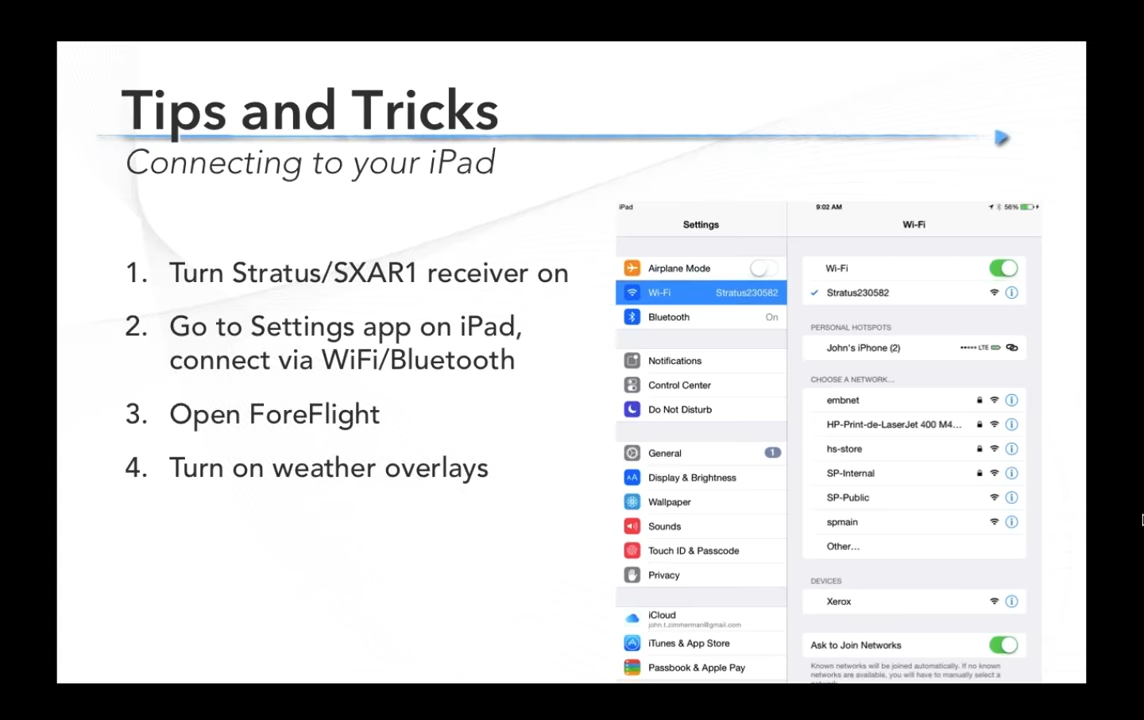 Tips and Tricks
Connecting to your iPad
1. Turn Stratus/SXAR1 receiver on
2. Go to Settings app on iPad,
connect via WiFi/Bluetooth
3. Open ForeFlight
4. Turn on weather overlays
iPad
9:02 AM
56%
Settings
Airplane Mode
Wi-Fi Stratus230582
Bluetooth On
Notifications
Control Center
Do Not Disturb
General 1
Display & Brightness
Wallpaper
Sounds
Touch ID & Passcode
Privacy
iCloud
john.t.zimmerman@gmail.com
iTunes & App Store
Passbook & Apple Pay
Wi-Fi
Wi-Fi
Stratus230582
PERSONAL HOTSPOTS
John's iPhone (2) LTE
CHOOSE A NETWORK...
embnet
HP-Print-de-LaserJet 400 M4...
hs-store
SP-Internal
SP-Public
spmain
Other...
DEVICES
Xerox
Ask to Join Networks
Known networks will be joined automatically. If no known
networks are available, you will have to manually select a